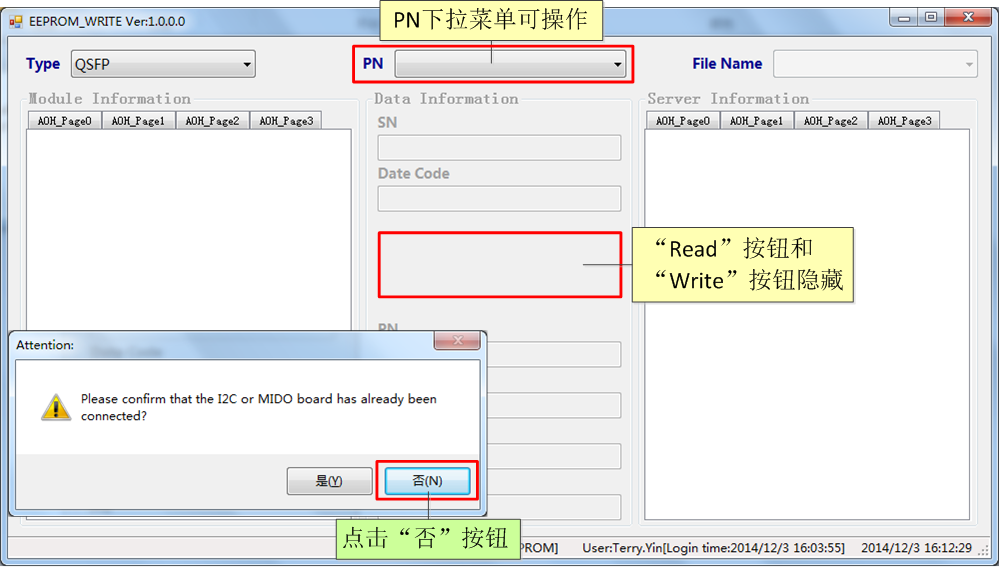 EEPROM_WRITE Ver:1.0.0.0
PN下拉菜单可操作
Type
QSFP
PN
File Name
Module Information
Data Information
Server Information
AOH_Page0 AOH_Page1 AOH_Page2 AOH_Page3
SN
AOH_Page0 AOH_Page1 AOH_Page2 AOH_Page3
Date Code
“Read”按钮和
“Write”按钮隐藏
PN
Attention:
Please confirm that the I2C or MIDO board has already been
connected?
是(Y)
否(N)
点击“否”按钮
PROM]
User:Terry.Yin[Login time:2014/12/3 16:03:55]
2014/12/3 16:12:29